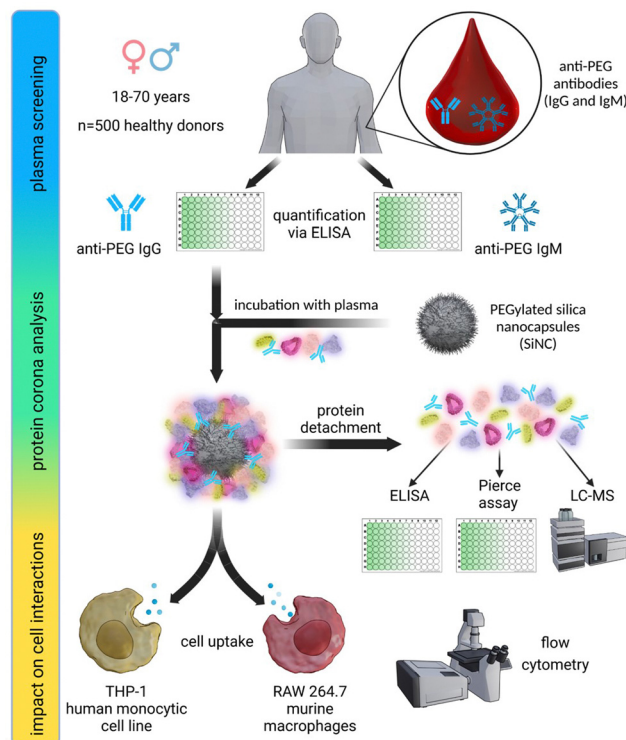 plasma screening
18-70 years
n=500 healthy donors
anti-PEG
antibodies
(IgG and IgM)
anti-PEG IgG
quantification
via ELISA
anti-PEG IgM
protein corona analysis
incubation with plasma
PEGylated silica
nanocapsules
(SiNC)
protein
detachment
ELISA
Pierce
assay
LC-MS
impact on cell interactions
cell uptake
THP-1
human monocytic
cell line
RAW 264.7
murine
macrophages
flow
cytometry